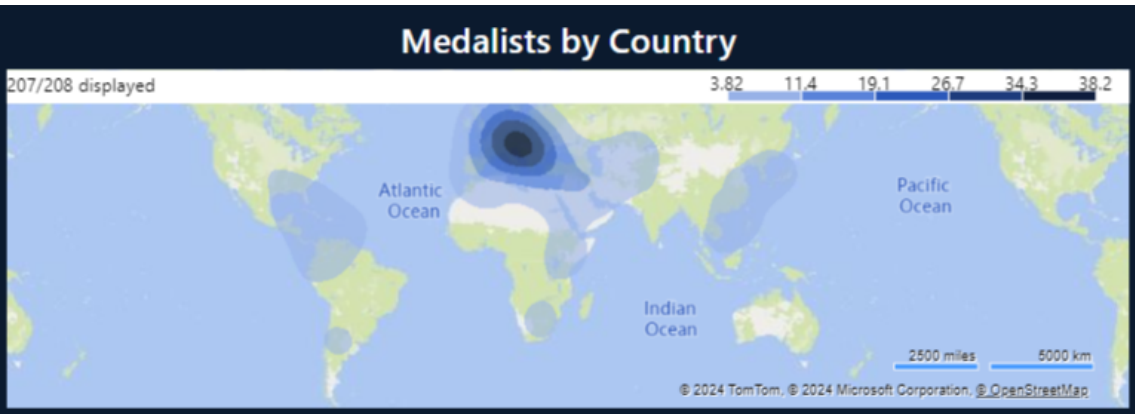 Medalists by Country
207/208 displayed
3.82 11.4 19.1 26.7 34.3 38.2
Atlantic
Ocean
Pacific
Ocean
Indian
Ocean
2500 miles 5000 km
© 2024 TomTom, © 2024 Microsoft Corporation, © OpenStreetMap